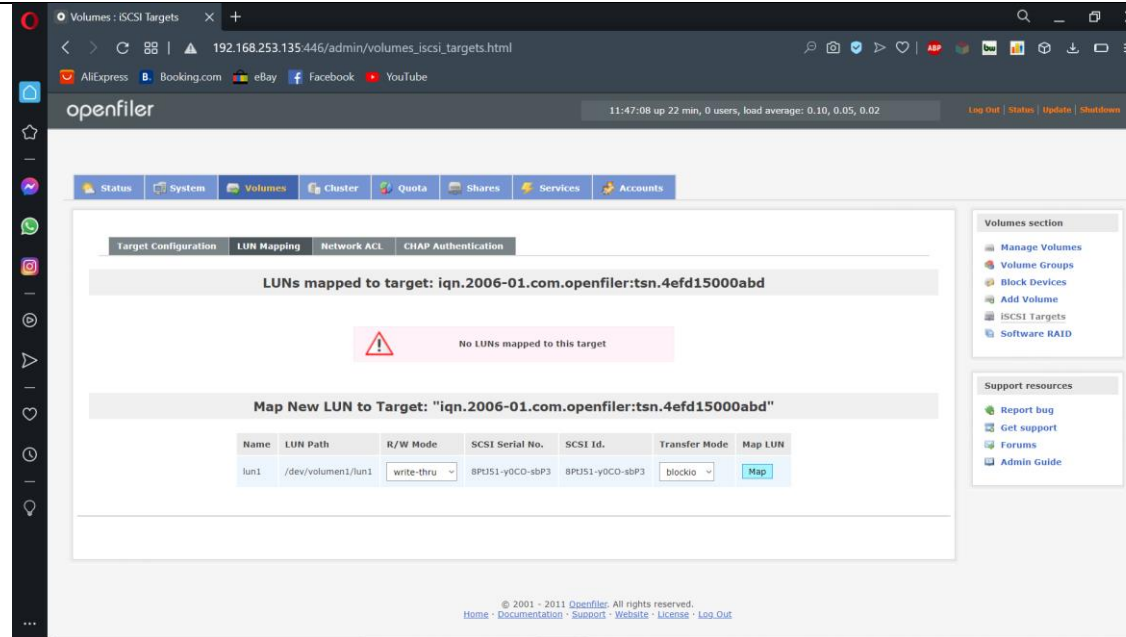 Volumes : iSCSI Targets
192.168.253.135:446/admin/volumes_iscsi_targets.html
ABP
bw
AliExpress B. Booking.com eBay Facebook YouTube
openfiler
11:47:08 up 22 min, 0 users, load average: 0.10, 0.05, 0.02
Log Out | Status | Update | Shutdown
Status System Volumes Cluster Quota Shares Services Accounts
Target Configuration LUN Mapping Network ACL CHAP Authentication
LUNs mapped to target: iqn.2006-01.com.openfiler:tsn.4efd15000abd
No LUNs mapped to this target
Map New LUN to Target: "iqn.2006-01.com.openfiler:tsn.4efd15000abd"
Name LUN Path R/W Mode SCSI Serial No. SCSI Id. Transfer Mode Map LUN
lun1 /dev/volumen1/lun1 write-thru 8PtJ51-y0CO-sbP3 8PtJ51-y0CO-sbP3 blockio Map
Volumes section
Manage Volumes
Volume Groups
Block Devices
Add Volume
iSCSI Targets
Software RAID
Support resources
Report bug
Get support
Forums
Admin Guide
© 2001 - 2011 Openfiler. All rights reserved.
Home · Documentation · Support · Website · License · Log Out